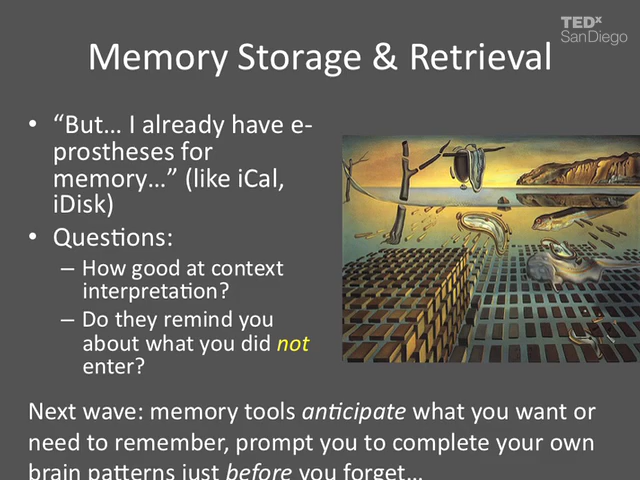 TEDx
SanDiego
Memory Storage & Retrieval
• “But… I already have e-
prostheses for
memory…” (like iCal,
iDisk)
• Questions:
– How good at context
interpretation?
– Do they remind you
about what you did not
enter?
Next wave: memory tools anticipate what you want or
need to remember, prompt you to complete your own
brain patterns just before you forget…